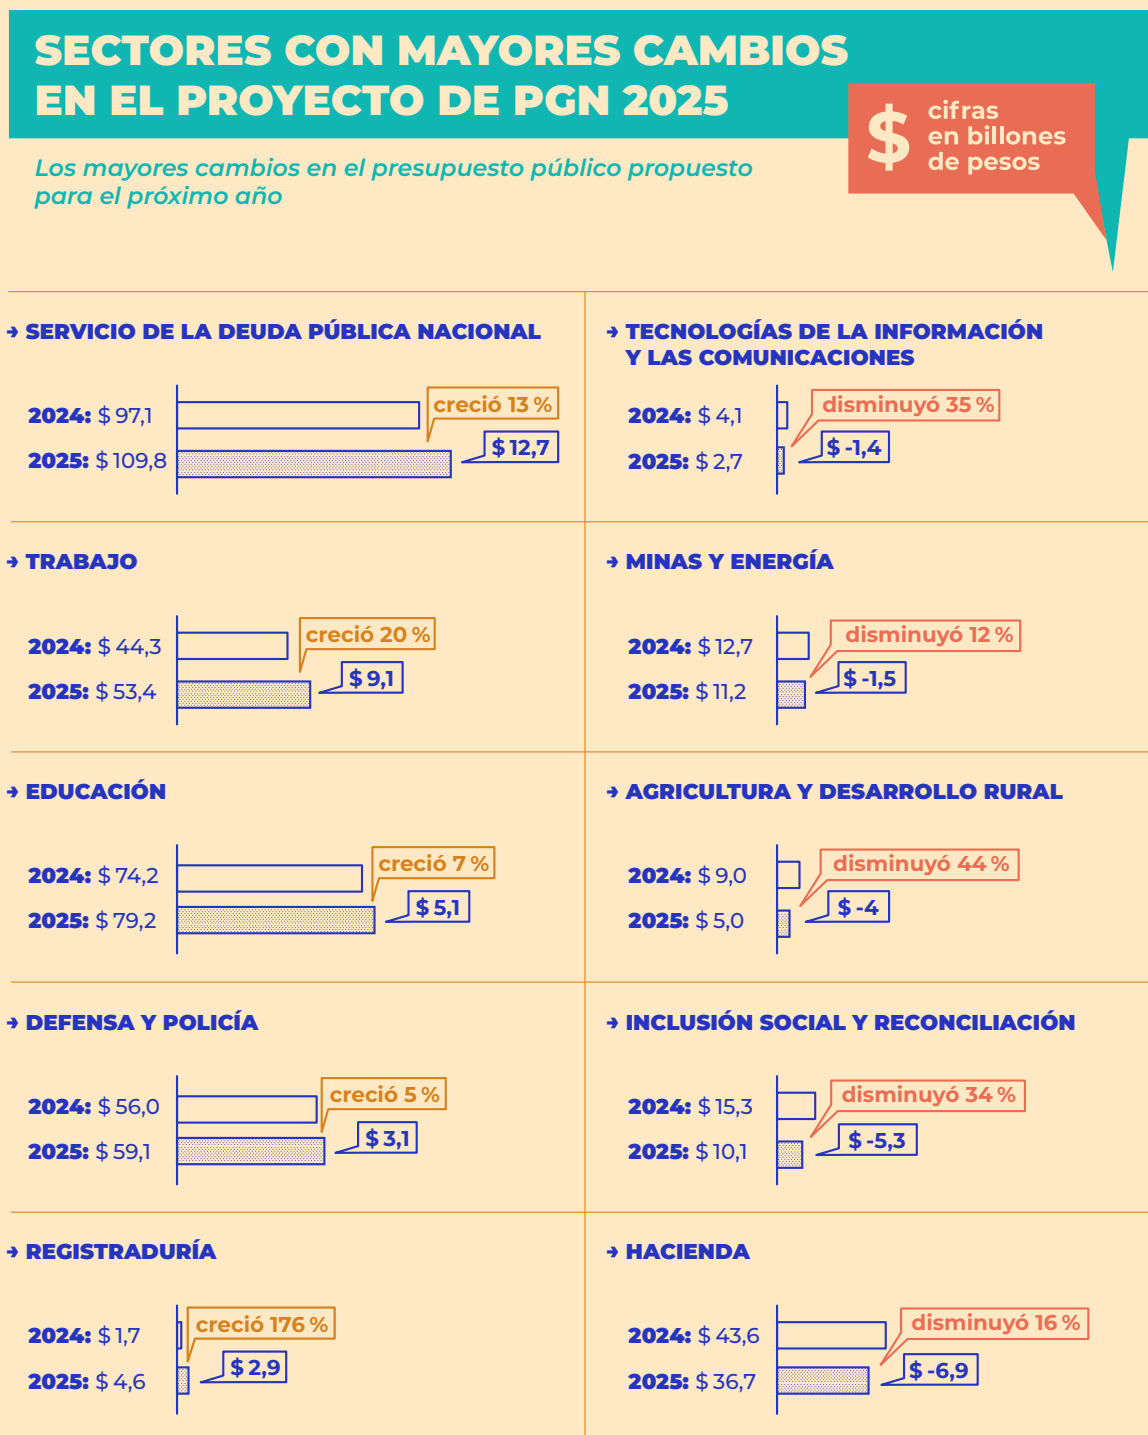 SECTORES CON MAYORES CAMBIOS
EN EL PROYECTO DE PGN 2025
$ cifras
en billones
de pesos
Los mayores cambios en el presupuesto público propuesto
para el próximo año
→ SERVICIO DE LA DEUDA PÚBLICA NACIONAL
2024: $ 97,1
creció 13 %
2025: $ 109,8
$ 12,7
→ TECNOLOGÍAS DE LA INFORMACIÓN
Y LAS COMUNICACIONES
2024: $ 4,1
disminuyó 35 %
2025: $ 2,7
$ -1,4
→ TRABAJO
2024: $ 44,3
creció 20 %
2025: $ 53,4
$ 9,1
→ MINAS Y ENERGÍA
2024: $ 12,7
disminuyó 12 %
2025: $ 11,2
$ -1,5
→ EDUCACIÓN
2024: $ 74,2
creció 7 %
2025: $ 79,2
$ 5,1
→ AGRICULTURA Y DESARROLLO RURAL
2024: $ 9,0
disminuyó 44 %
2025: $ 5,0
$ -4
→ DEFENSA Y POLICÍA
2024: $ 56,0
creció 5 %
2025: $ 59,1
$ 3,1
→ INCLUSIÓN SOCIAL Y RECONCILIACIÓN
2024: $ 15,3
disminuyó 34 %
2025: $ 10,1
$ -5,3
→ REGISTRADURÍA
2024: $ 1,7
creció 176 %
2025: $ 4,6
$ 2,9
→ HACIENDA
2024: $ 43,6
disminuyó 16 %
2025: $ 36,7
$ -6,9